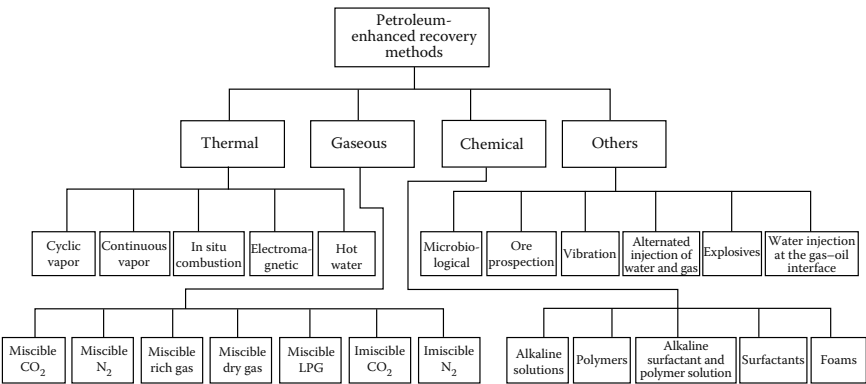 Petroleum-
enhanced recovery
methods
Thermal
Gaseous
Chemical
Others
Cyclic
vapor
Continuous
vapor
In situ
combustion
Electroma-
gnetic
Hot
water
Microbio-
logical
Ore
prospection
Vibration
Alternated
injection of
water and gas
Explosives
Water injection
at the gas–oil
interface
Miscible
CO₂
Miscible
N₂
Miscible
rich gas
Miscible
dry gas
Miscible
LPG
Imiscible
CO₂
Imiscible
N₂
Alkaline
solutions
Polymers
Alkaline
surfactant and
polymer solution
Surfactants
Foams